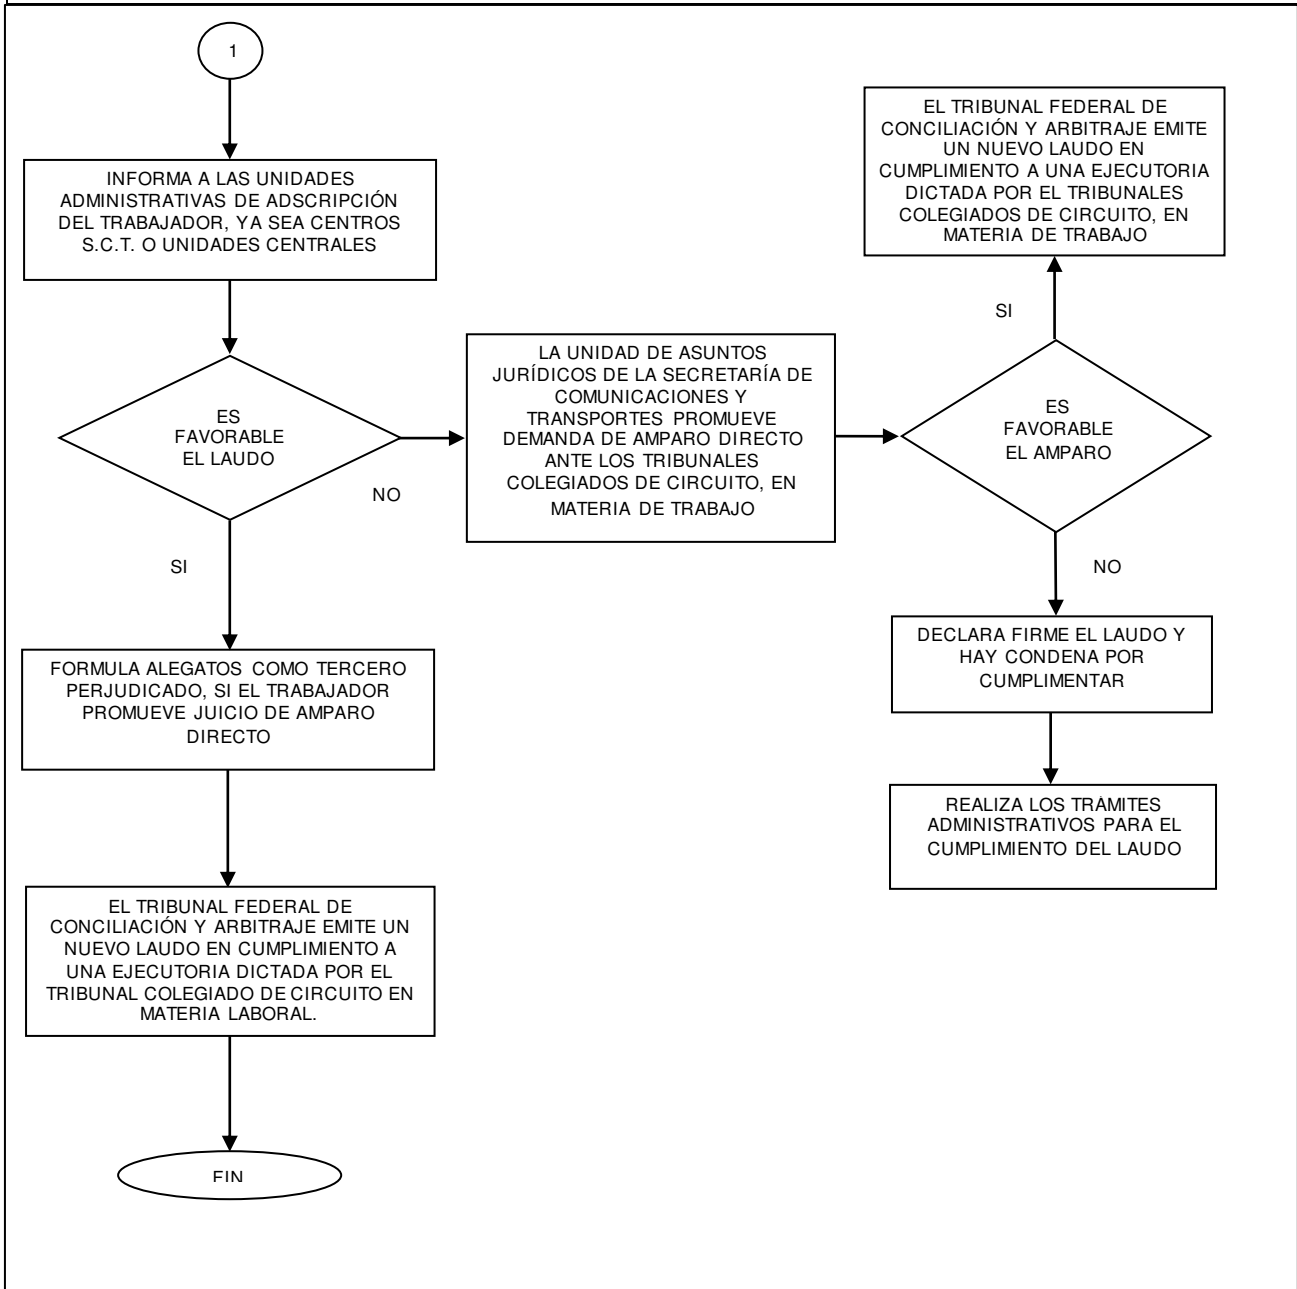 1
INFORMA A LAS UNIDADES
ADMINISTRATIVAS DE ADSCRIPCIÓN
DEL TRABAJADOR, YA SEA CENTROS
S.C.T. O UNIDADES CENTRALES
ES
FAVORABLE
EL LAUDO
NO
SI
FORMULA ALEGATOS COMO TERCERO
PERJUDICADO, SI EL TRABAJADOR
PROMUEVE JUICIO DE AMPARO
DIRECTO
EL TRIBUNAL FEDERAL DE
CONCILIACIÓN Y ARBITRAJE EMITE UN
NUEVO LAUDO EN CUMPLIMIENTO A
UNA EJECUTORIA DICTADA POR EL
TRIBUNAL COLEGIADO DE CIRCUITO EN
MATERIA LABORAL.
FIN
LA UNIDAD DE ASUNTOS
JURÍDICOS DE LA SECRETARÍA DE
COMUNICACIONES Y
TRANSPORTES PROMUEVE
DEMANDA DE AMPARO DIRECTO
ANTE LOS TRIBUNALES
COLEGIADOS DE CIRCUITO, EN
MATERIA DE TRABAJO
EL TRIBUNAL FEDERAL DE
CONCILIACIÓN Y ARBITRAJE EMITE
UN NUEVO LAUDO EN
CUMPLIMIENTO A UNA EJECUTORIA
DICTADA POR EL TRIBUNALES
COLEGIADOS DE CIRCUITO, EN
MATERIA DE TRABAJO
SI
ES
FAVORABLE
EL AMPARO
NO
DECLARA FIRME EL LAUDO Y
HAY CONDENA POR
CUMPLIMENTAR
REALIZA LOS TRÁMITES
ADMINISTRATIVOS PARA EL
CUMPLIMIENTO DEL LAUDO